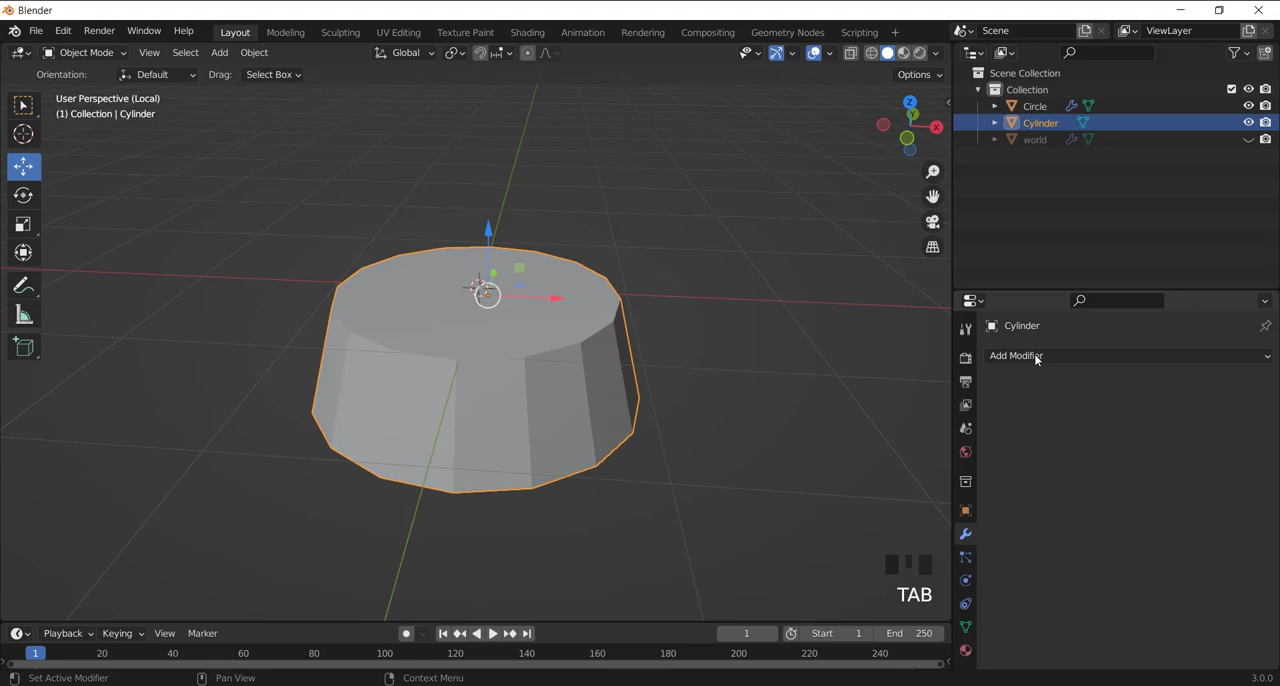 Blender
File Edit Render Window Help Layout Modeling Sculpting UV Editing Texture Paint Shading Animation Rendering Compositing Geometry Nodes Scripting + Scene ViewLayer
Object Mode View Select Add Object Global
Orientation: Default Drag: Select Box Options
User Perspective (Local)
(1) Collection | Cylinder
Z
Y
X
Scene Collection
Collection
Circle
Cylinder
world
Cylinder
Add Modifier
TAB
Playback Keying View Marker 1 Start 1 End 250
1 20 40 60 80 100 120 140 160 180 200 220 240
Set Active Modifier Pan View Context Menu 3.0.0